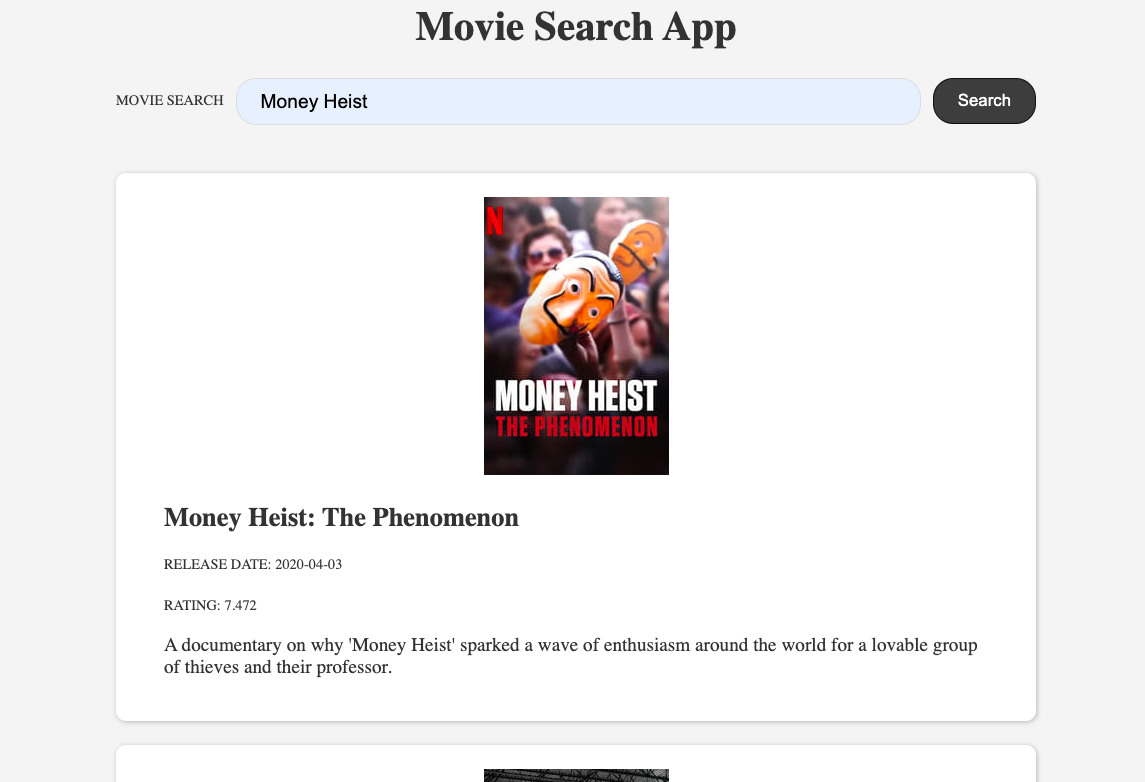 Movie Search App
MOVIE SEARCH
Money Heist
Search
N
MONEY HEIST
THE PHENOMENON
Money Heist: The Phenomenon
RELEASE DATE: 2020-04-03
RATING: 7.472
A documentary on why 'Money Heist' sparked a wave of enthusiasm around the world for a lovable group
of thieves and their professor.